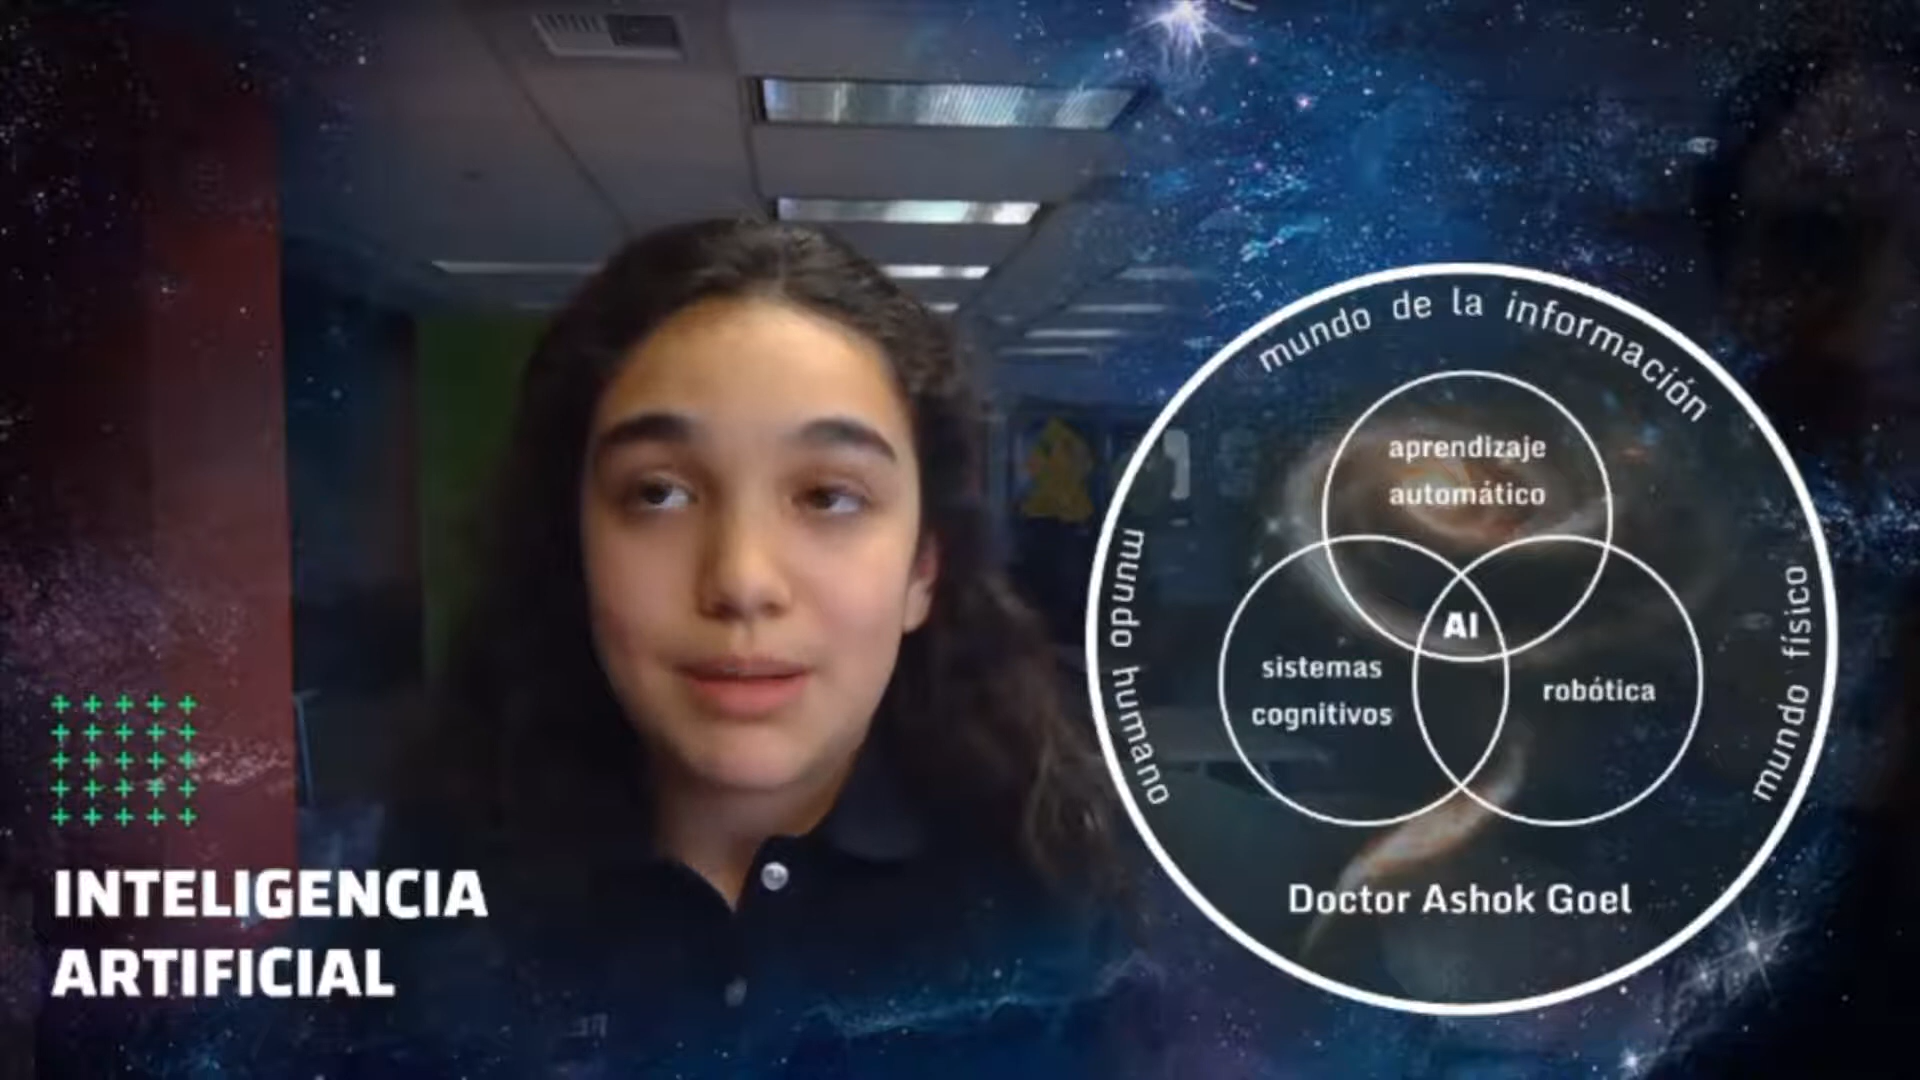 mundo de la información
aprendizaje
automático
AI
sistemas
cognitivos
robótica
mundo humano
mundo físico
Doctor Ashok Goel
INTELIGENCIA
ARTIFICIAL